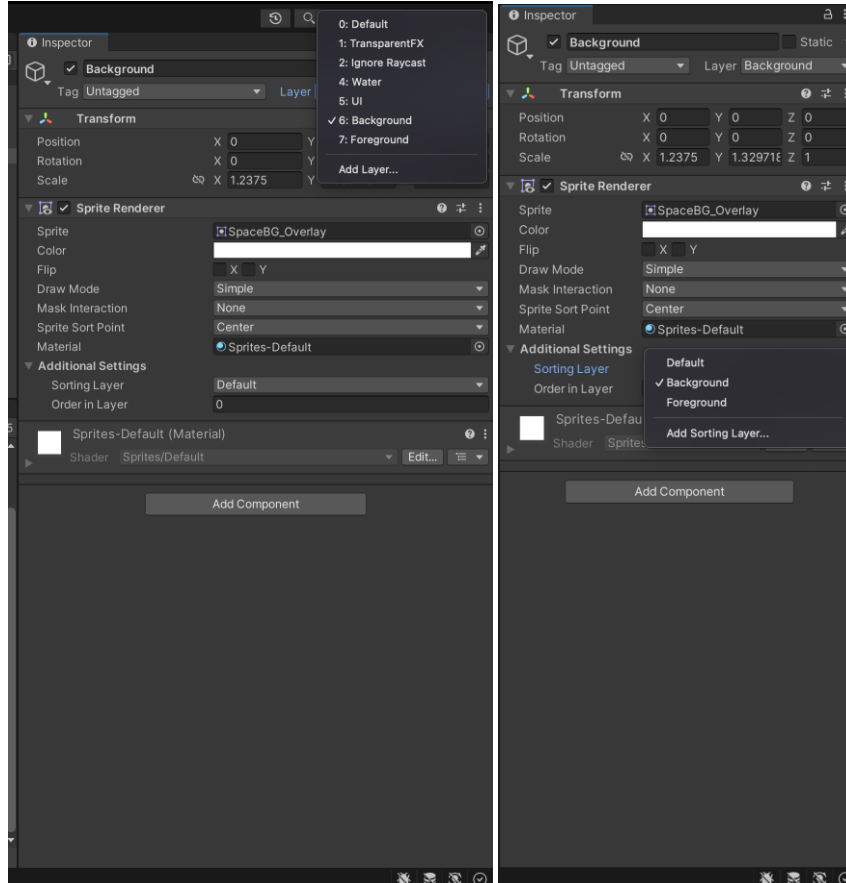 Inspector
Background
Tag Untagged Layer
0: Default
1: TransparentFX
2: Ignore Raycast
4: Water
5: UI
✓ 6: Background
7: Foreground
Add Layer...
Transform
Position X 0 Y
Rotation X 0 Y
Scale X 1.2375 Y
Sprite Renderer
Sprite SpaceBG_Overlay
Color
Flip X Y
Draw Mode Simple
Mask Interaction None
Sprite Sort Point Center
Material Sprites-Default
Additional Settings
Sorting Layer Default
Order in Layer 0
Sprites-Default (Material)
Shader Sprites/Default Edit...
Add Component
Inspector
Background Static
Tag Untagged Layer Background
Transform
Position X 0 Y 0 Z 0
Rotation X 0 Y 0 Z 0
Scale X 1.2375 Y 1.329718 Z 1
Sprite Renderer
Sprite SpaceBG_Overlay
Color
Flip X Y
Draw Mode Simple
Mask Interaction None
Sprite Sort Point Center
Material Sprites-Default
Additional Settings
Sorting Layer
Order in Layer
Default
✓ Background
Foreground
Add Sorting Layer...
Sprites-Defau
Shader Sprites
Add Component